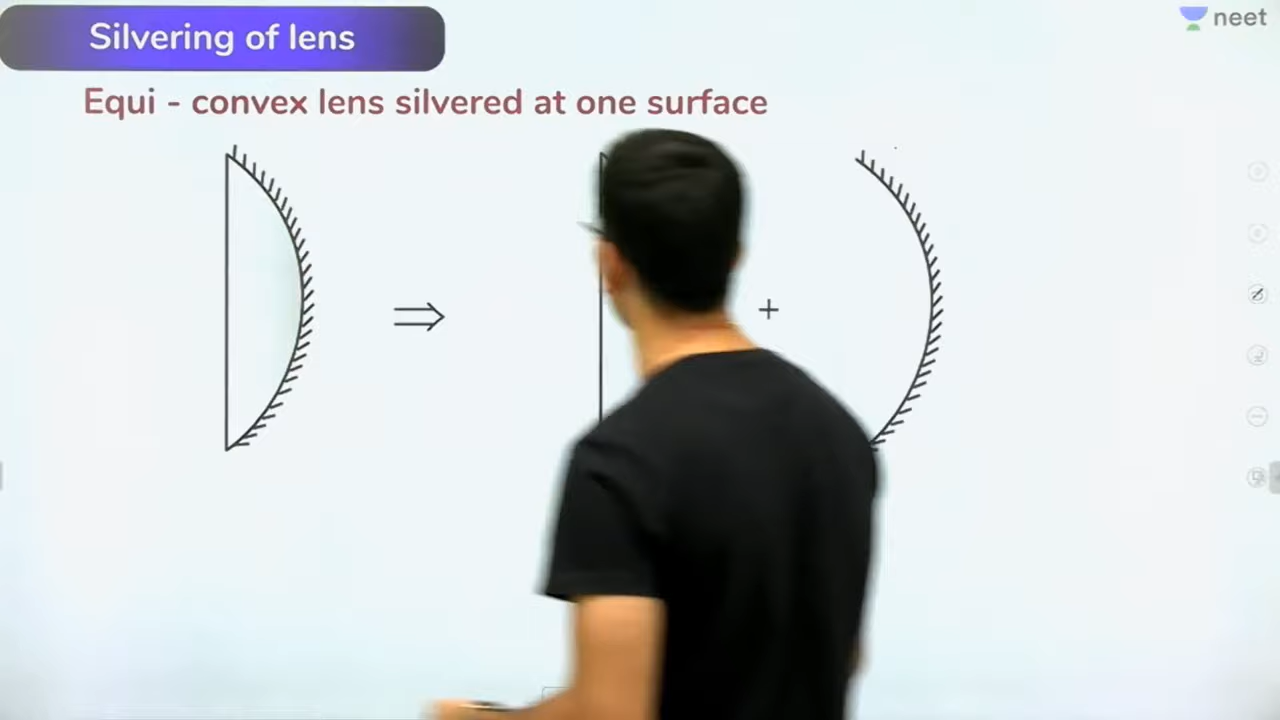 Silvering of lens
neet
Equi - convex lens silvered at one surface
+